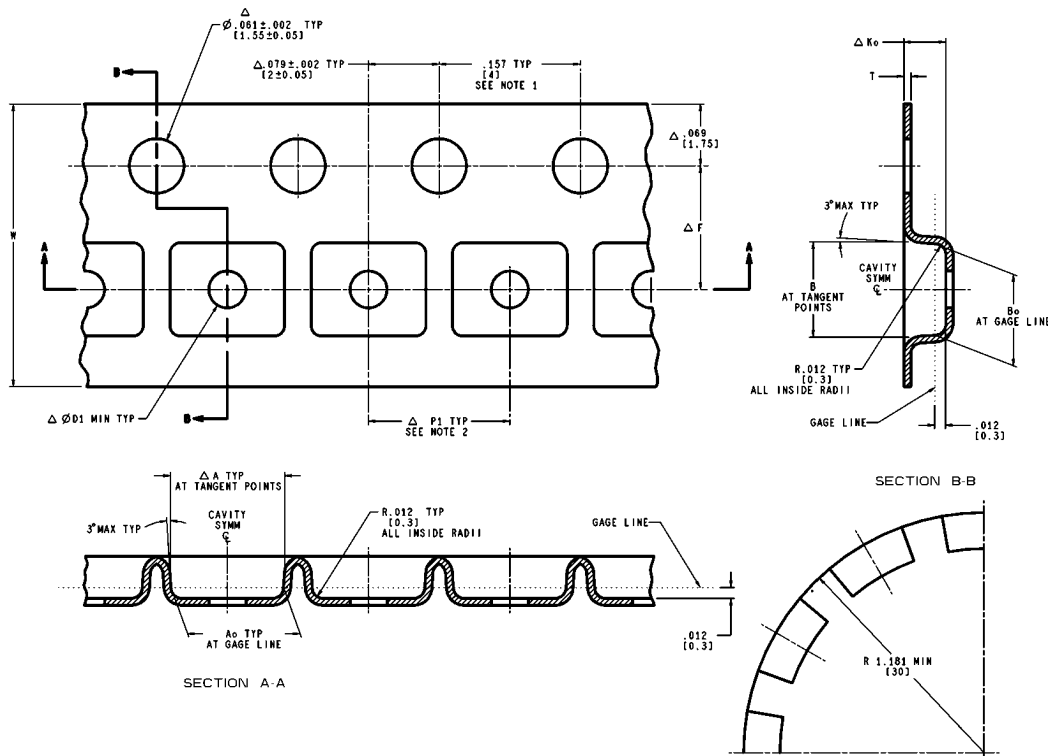 △
Ø.061±.002 TYP
[1.55±0.05]
△.079±.002 TYP
[2±0.05]
.157 TYP
[4]
SEE NOTE 1
B
△ Ko
T
△.069
[1.75]
3°MAX TYP
W
△ F
A
A
CAVITY
SYMM
℄
B
AT TANGENT
POINTS
Bo
AT GAGE LINE
R.012 TYP
[0.3]
ALL INSIDE RADII
△ ØD1 MIN TYP
B
△ P1 TYP
SEE NOTE 2
GAGE LINE
.012
[0.3]
SECTION B-B
△ A TYP
AT TANGENT POINTS
3°MAX TYP
CAVITY
SYMM
℄
R.012 TYP
[0.3]
ALL INSIDE RADII
GAGE LINE
Ao TYP
AT GAGE LINE
.012
[0.3]
R 1.181 MIN
[30]
SECTION A-A